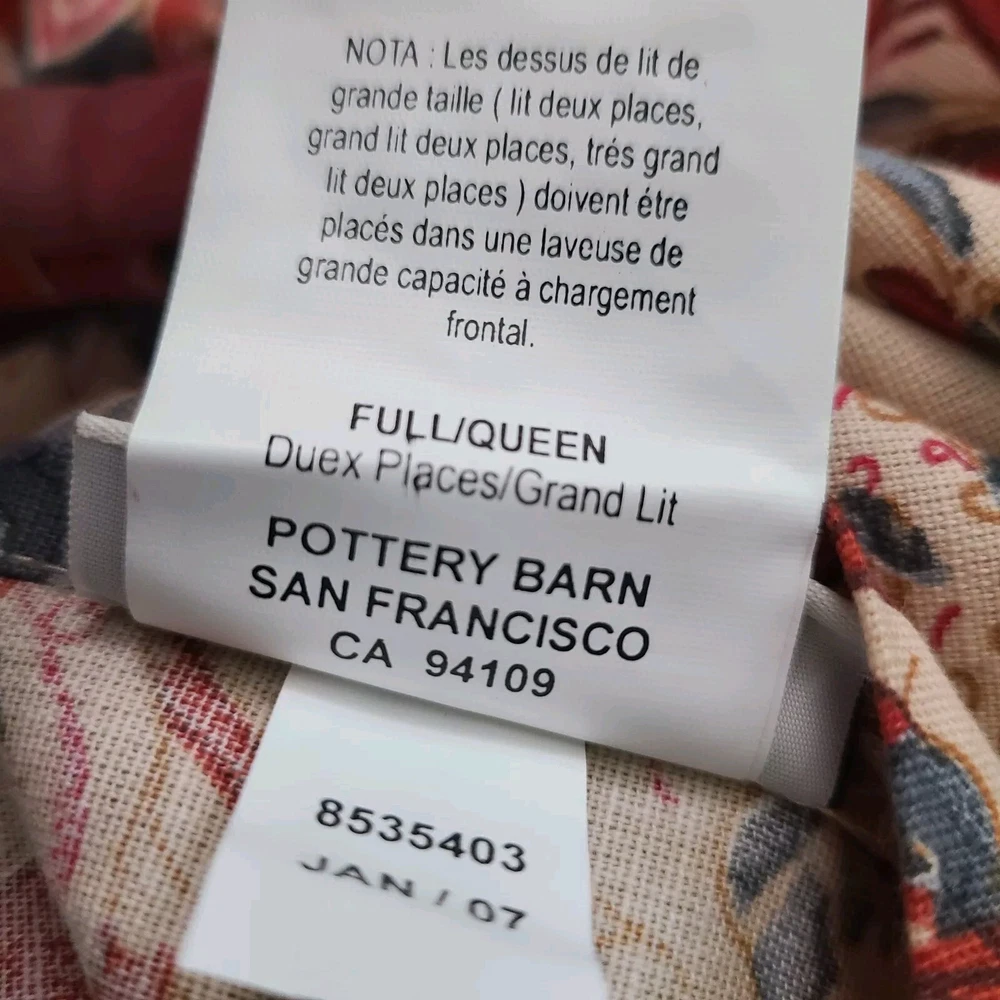 NOTA : Les dessus de lit de
grande taille ( lit deux places,
grand lit deux places, trés grand
lit deux places ) doivent étre
placés dans une laveuse de
grande capacité à chargement
frontal.
FULL/QUEEN
Duex Places/Grand Lit
POTTERY BARN
SAN FRANCISCO
CA 94109
8535403
JAN / 07